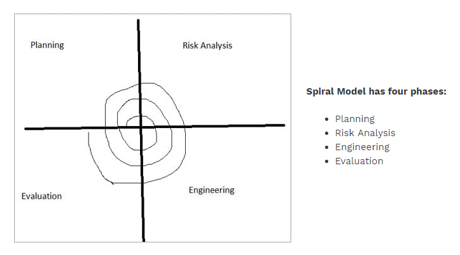 Planning
Risk Analysis
Evaluation
Engineering
Spiral Model has four phases:
Planning
Risk Analysis
Engineering
Evaluation